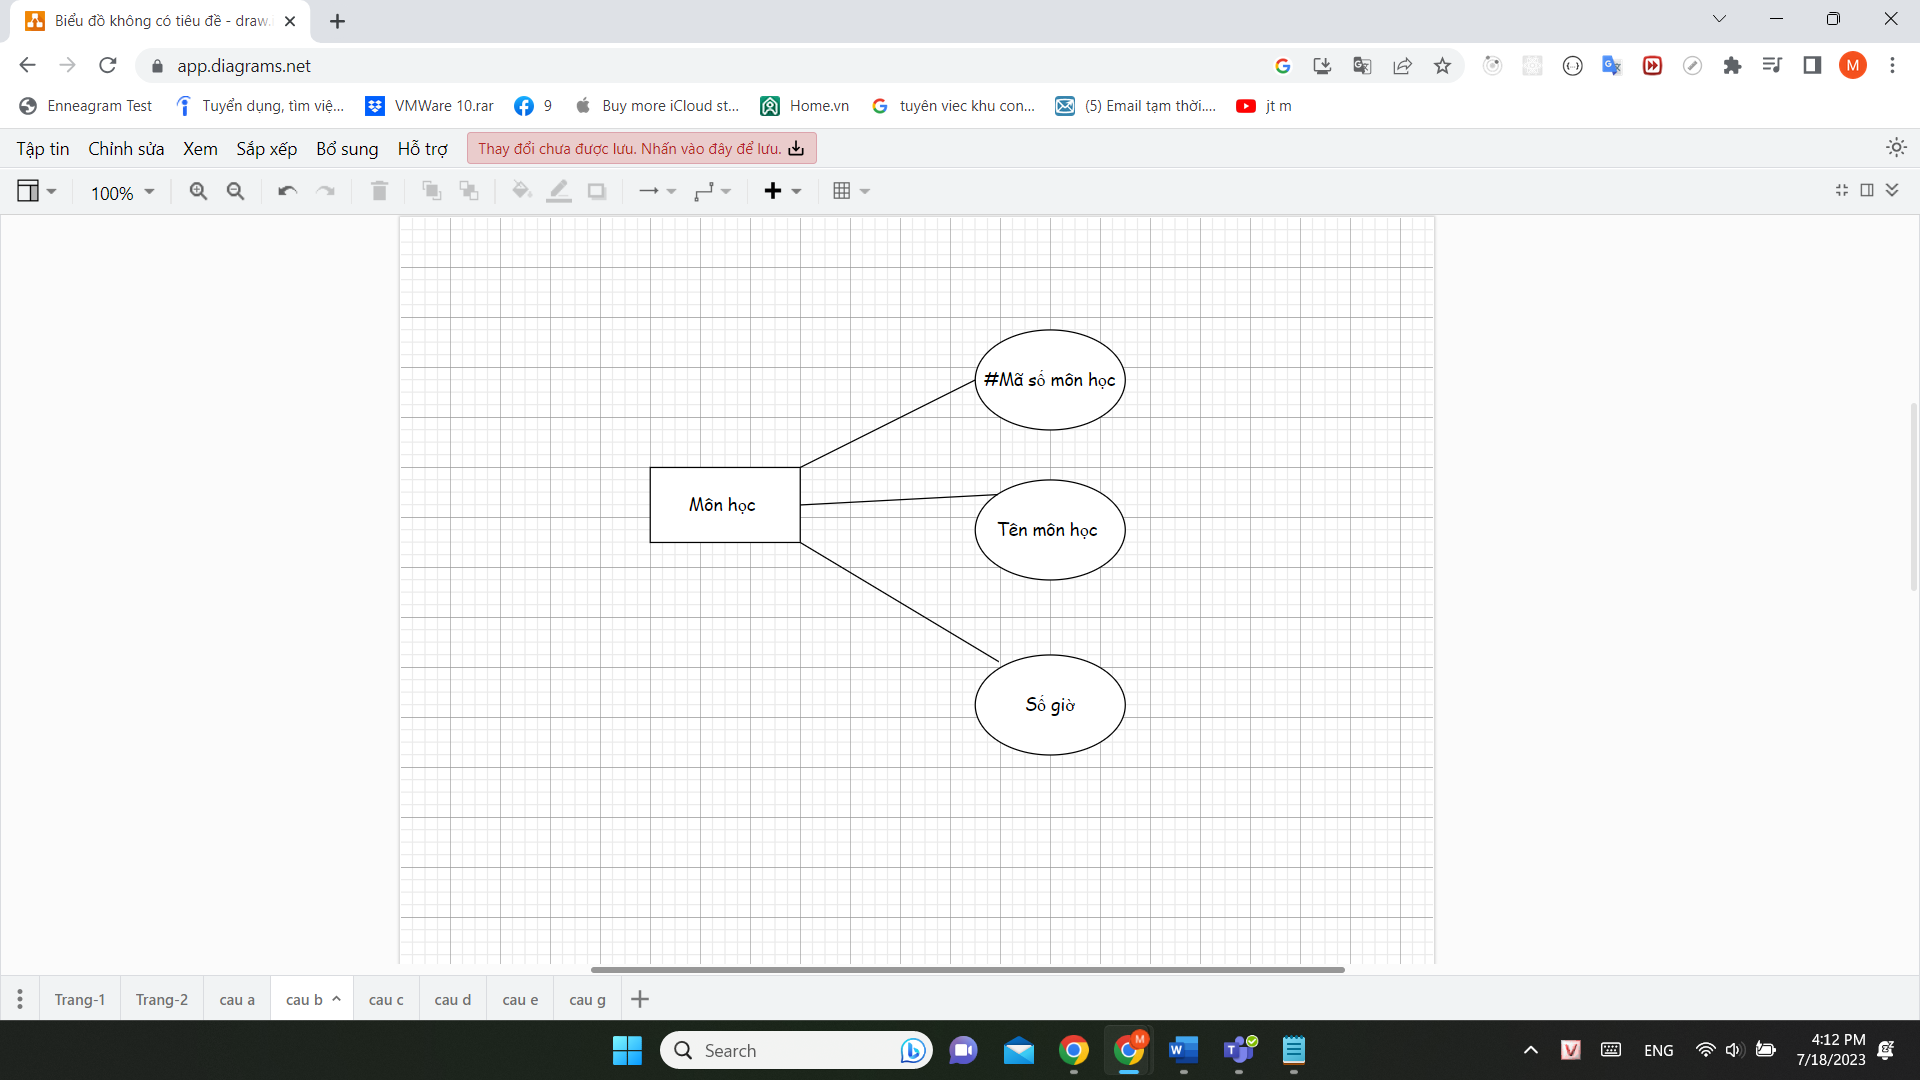 Biểu đồ không có tiêu đề - draw.i
app.diagrams.net
M
Enneagram Test
Tuyển dụng, tìm việ...
VMWare 10.rar
9
Buy more iCloud st...
Home.vn
tuyên viec khu con...
(5) Email tạm thời....
jt m
Tập tin Chỉnh sửa Xem Sắp xếp Bổ sung Hỗ trợ Thay đổi chưa được lưu. Nhấn vào đây để lưu.
100%
#Mã số môn học
Môn học
Tên môn học
Số giờ
Trang-1 Trang-2 cau a cau b cau c cau d cau e cau g
Search
M
ENG
4:12 PM
7/18/2023